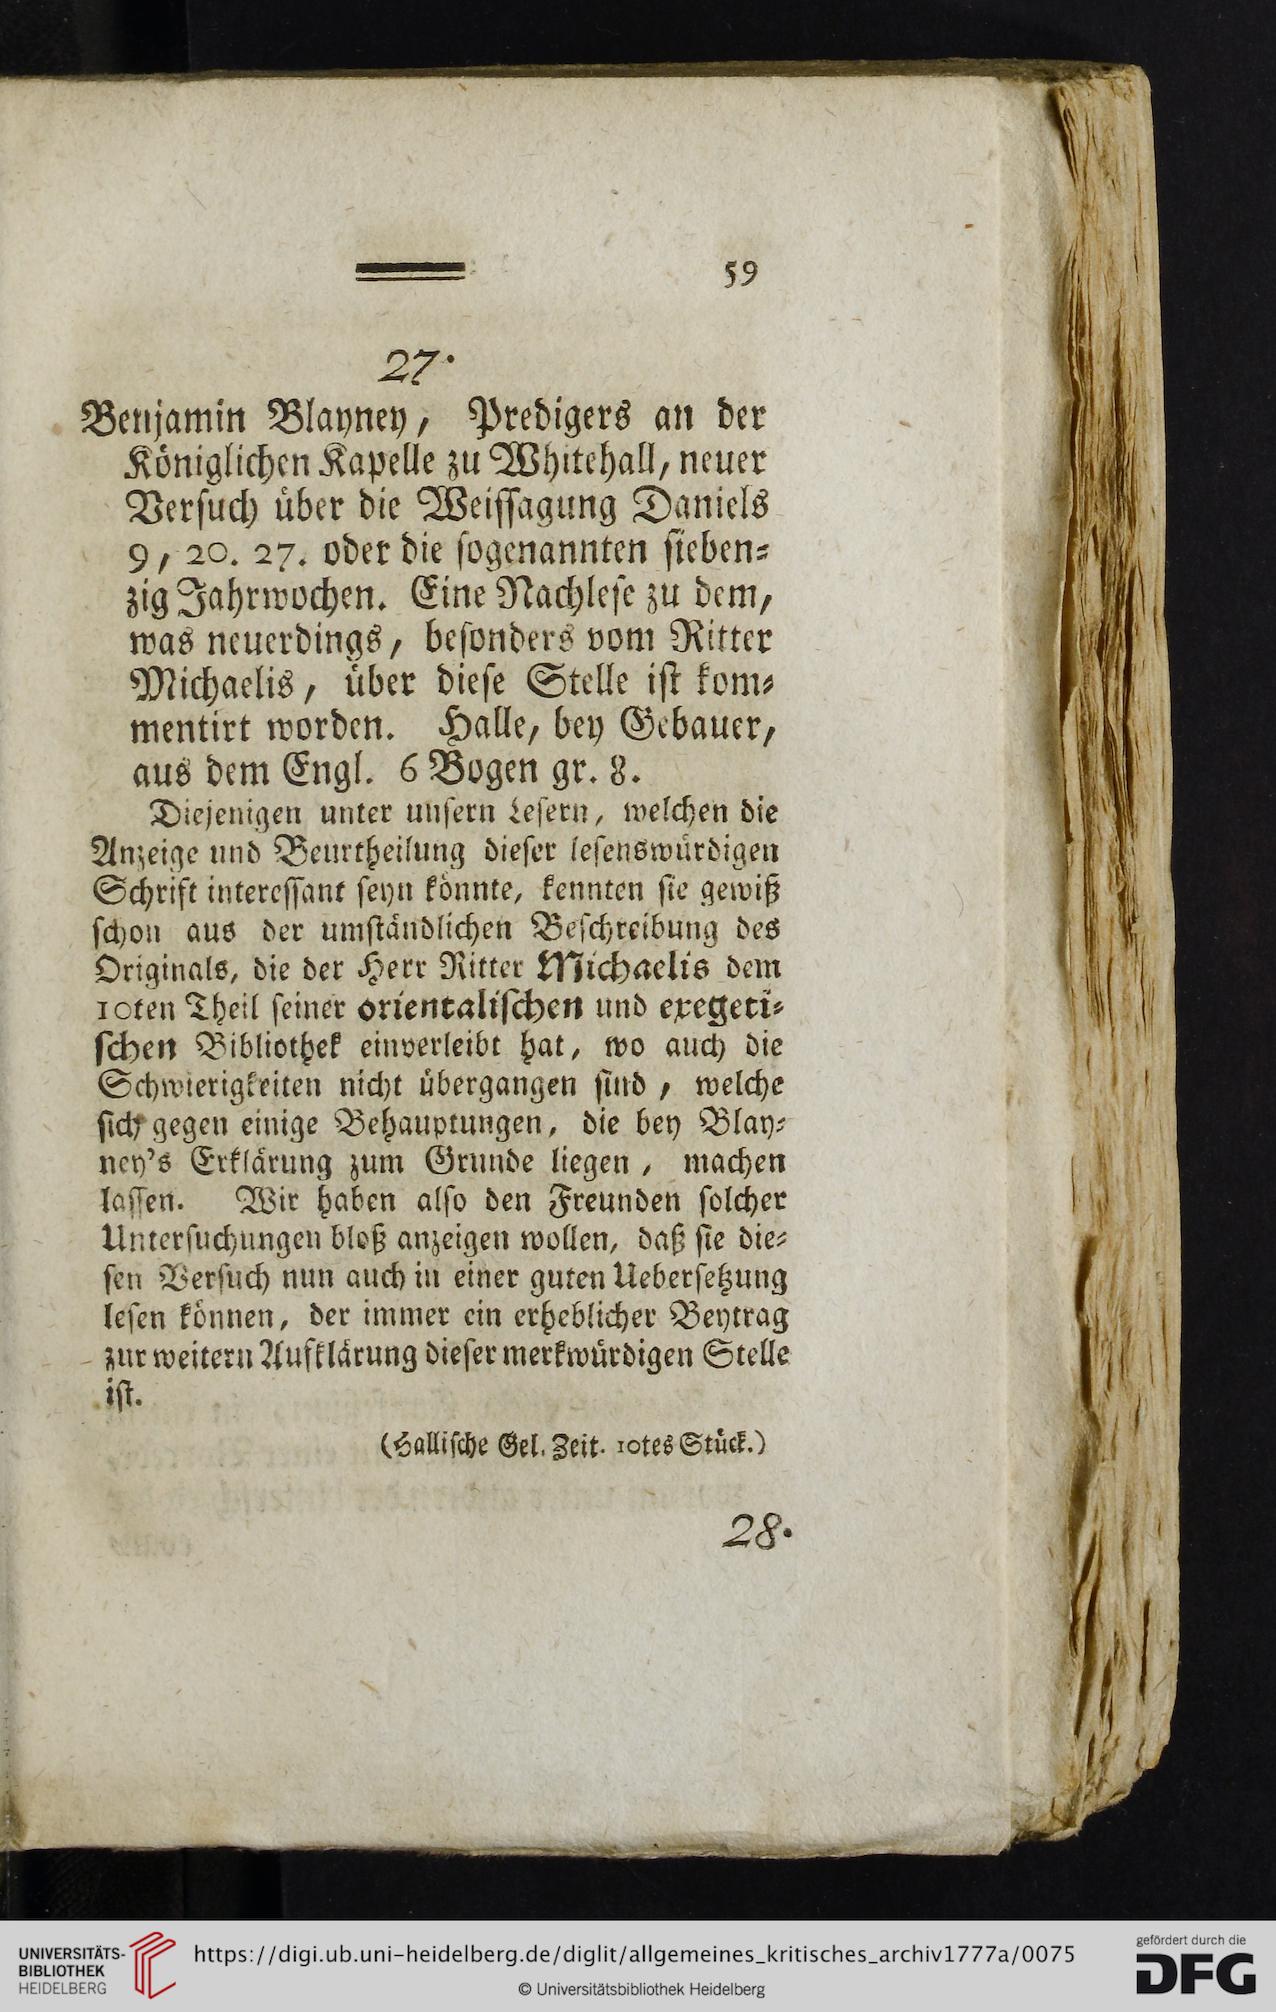 59
27.
Benjamin Blayney, Predigers an der
Königlichen Kapelle zu Whitehall, neuer
Versuch über die Weissagung Daniels
9, 20. 27. oder die sogenannten sieben-
zig Jahrwochen. Eine Nachlese zu dem,
was neuerdings, besonders vom Ritter
Michaelis, über diese Stelle ist kom-
mentirt worden. Halle, bey Gebauer,
aus dem Engl. 6 Bogen gr. 8.
Diejenigen unter unsern Lesern, welchen die
Anzeige und Beurtheilung dieser lesenswürdigen
Schrift interessant seyn könnte, kennten sie gewiß
schon aus der umständlichen Beschreibung des
Originals, die der Herr Ritter Michaelis dem
10ten Theil seiner orientalischen und exegeti-
schen Bibliothek einverleibt hat, wo auch die
Schwierigkeiten nicht übergangen sind, welche
sich gegen einige Behauptungen, die bey Blay-
ney's Erklärung zum Grunde liegen, machen
lassen. Wir haben also den Freunden solcher
Untersuchungen bloß anzeigen wollen, daß sie die-
sen Versuch nun auch in einer guten Uebersetzung
lesen können, der immer ein erheblicher Beytrag
zur weitern Aufklärung dieser merkwürdigen Stelle
ist.
(Hallische Gel. Zeit. 10tes Stück.)
28.
UNIVERSITÄTS-
BIBLIOTHEK
HEIDELBERG
https://digi.ub.uni-heidelberg.de/diglit/allgemeines_kritisches_archiv1777a/0075
© Universitätsbibliothek Heidelberg
gefördert durch die
DFG